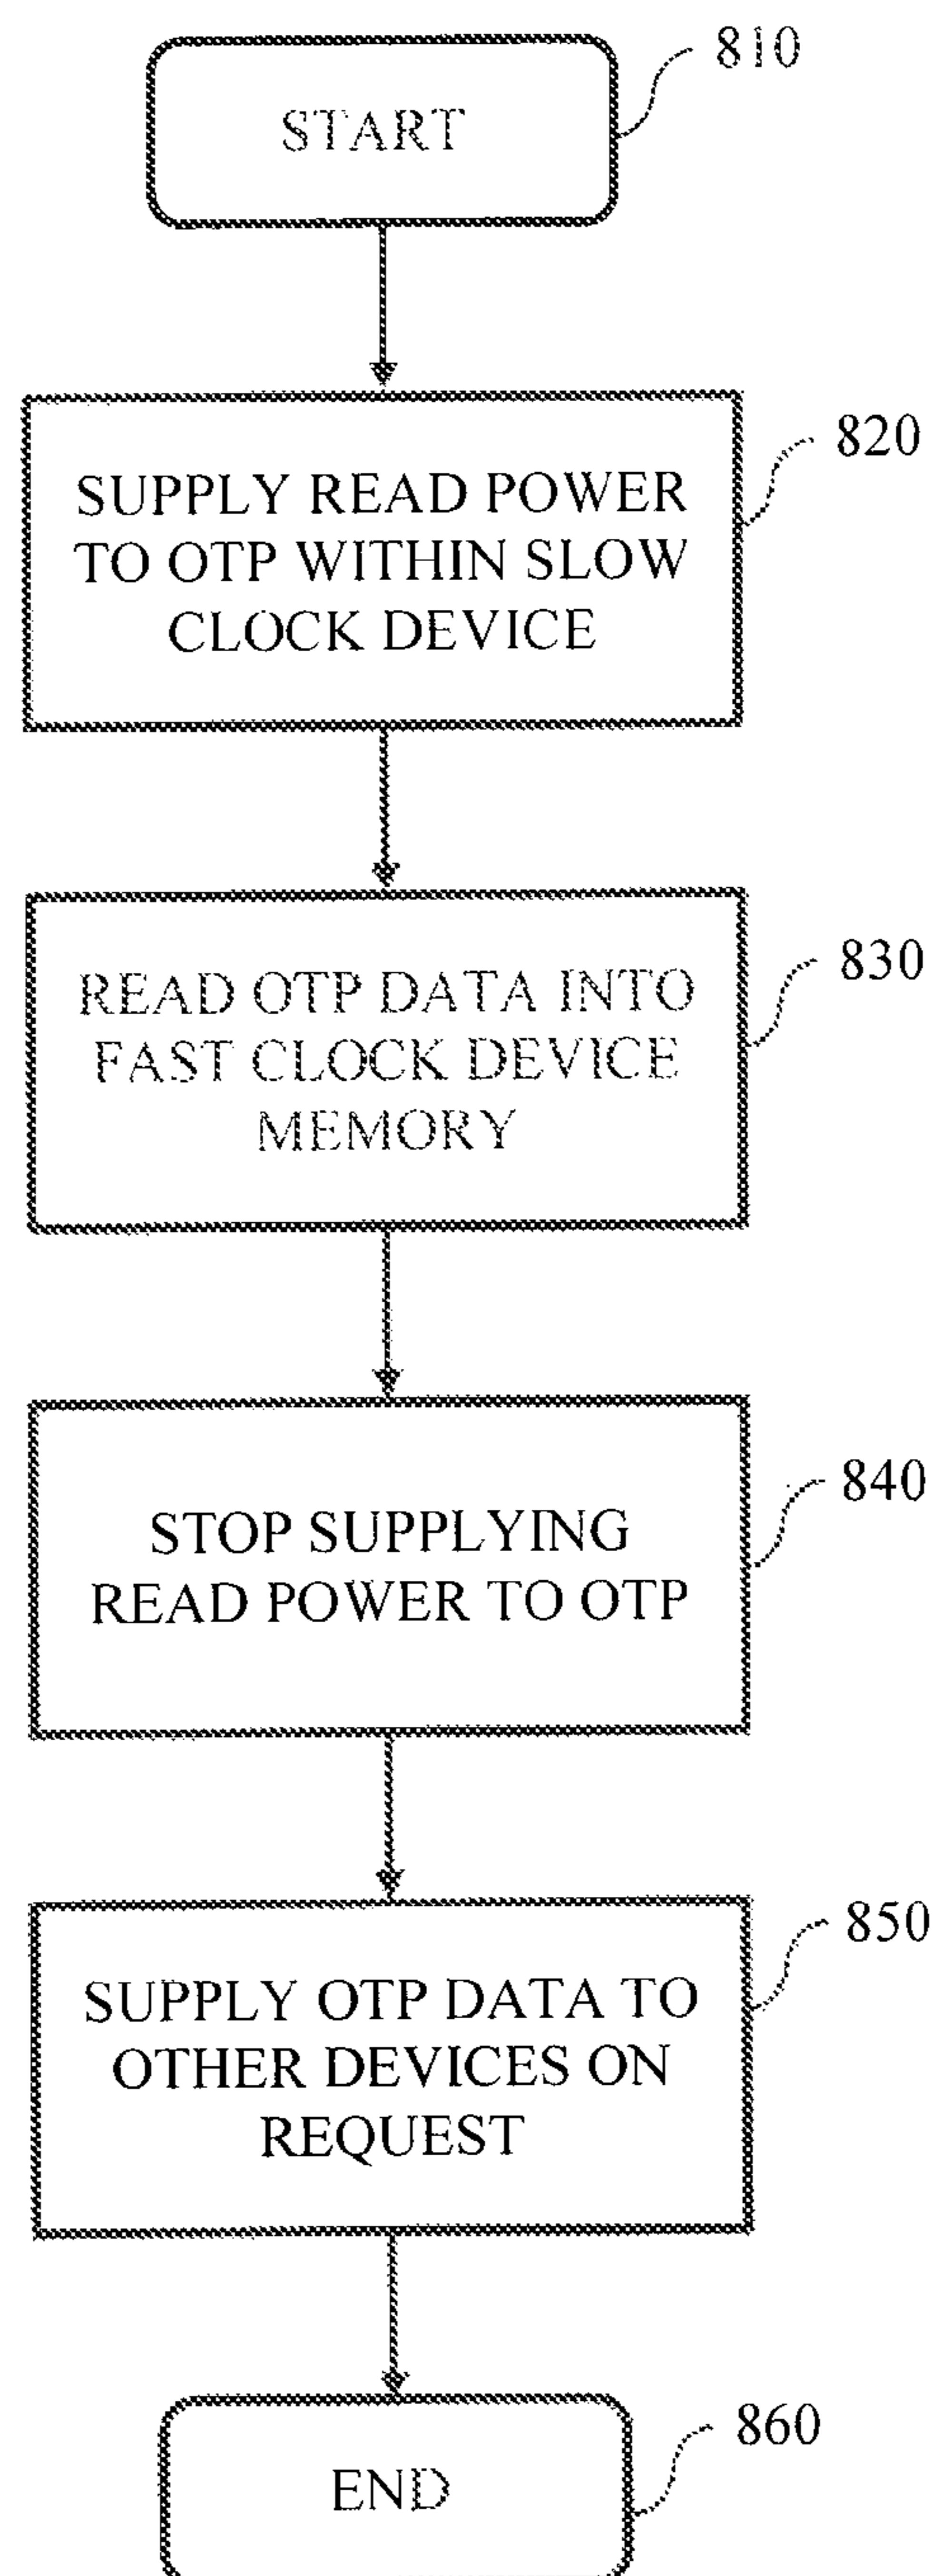 810
START
820
SUPPLY READ POWER
TO OTP WITHIN SLOW
CLOCK DEVICE
830
READ OTP DATA INTO
FAST CLOCK DEVICE
MEMORY
840
STOP SUPPLYING
READ POWER TO OTP
850
SUPPLY OTP DATA TO
OTHER DEVICES ON
REQUEST
860
END